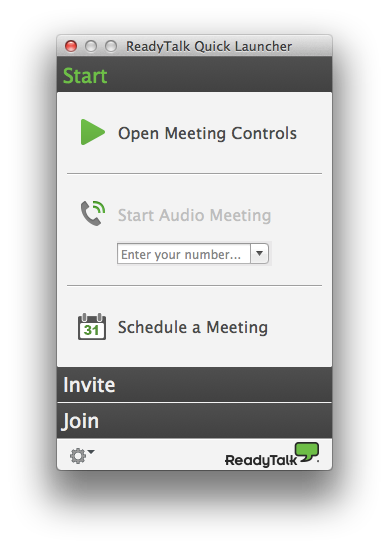 ReadyTalk Quick Launcher
Start
Open Meeting Controls
Start Audio Meeting
Enter your number...
31
Schedule a Meeting
Invite
Join
ReadyTalk